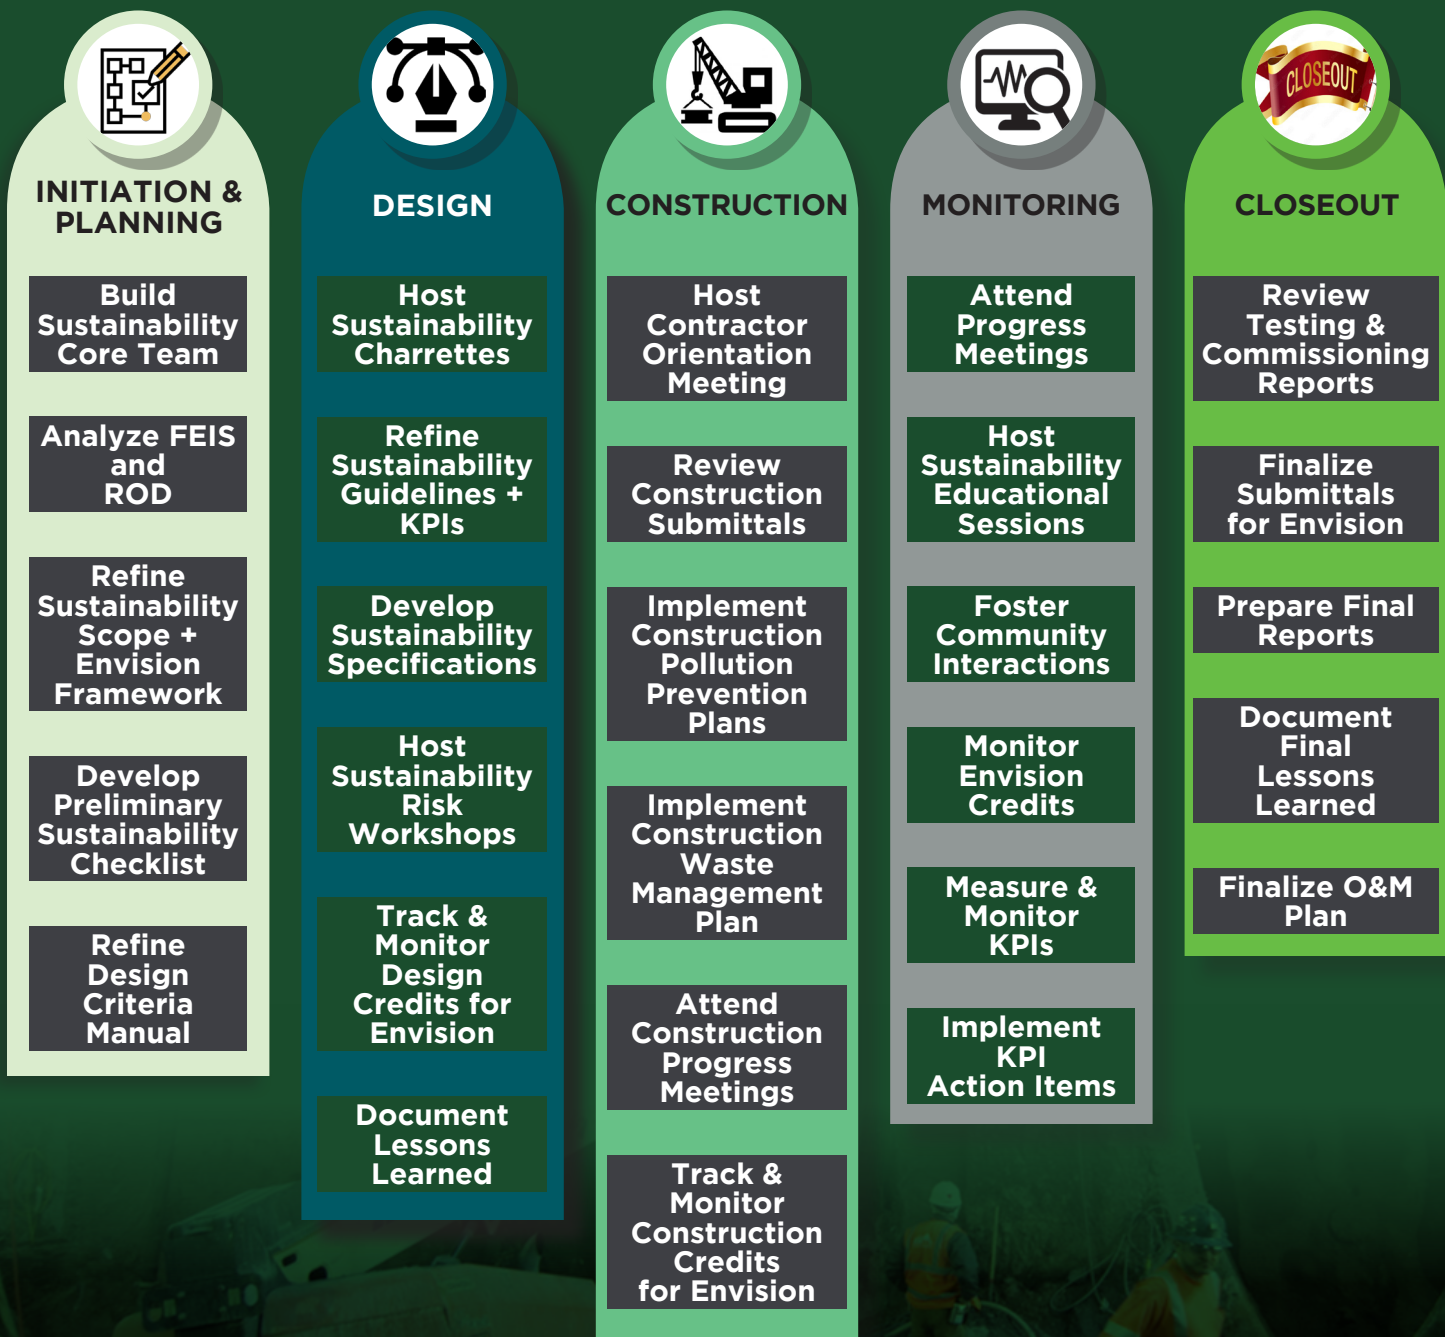 CLOSEOUT
INITIATION &
PLANNING
Build
Sustainability
Core Team
Analyze FEIS
and
ROD
Refine
Sustainability
Scope +
Envision
Framework
Develop
Preliminary
Sustainability
Checklist
Refine
Design
Criteria
Manual
DESIGN
Host
Sustainability
Charrettes
Refine
Sustainability
Guidelines +
KPIs
Develop
Sustainability
Specifications
Host
Sustainability
Risk
Workshops
Track &
Monitor
Design
Credits for
Envision
Document
Lessons
Learned
CONSTRUCTION
Host
Contractor
Orientation
Meeting
Review
Construction
Submittals
Implement
Construction
Pollution
Prevention
Plans
Implement
Construction
Waste
Management
Plan
Attend
Construction
Progress
Meetings
Track &
Monitor
Construction
Credits
for Envision
MONITORING
Attend
Progress
Meetings
Host
Sustainability
Educational
Sessions
Foster
Community
Interactions
Monitor
Envision
Credits
Measure &
Monitor
KPIs
Implement
KPI
Action Items
CLOSEOUT
Review
Testing &
Commissioning
Reports
Finalize
Submittals
for Envision
Prepare Final
Reports
Document
Final
Lessons
Learned
Finalize O&M
Plan